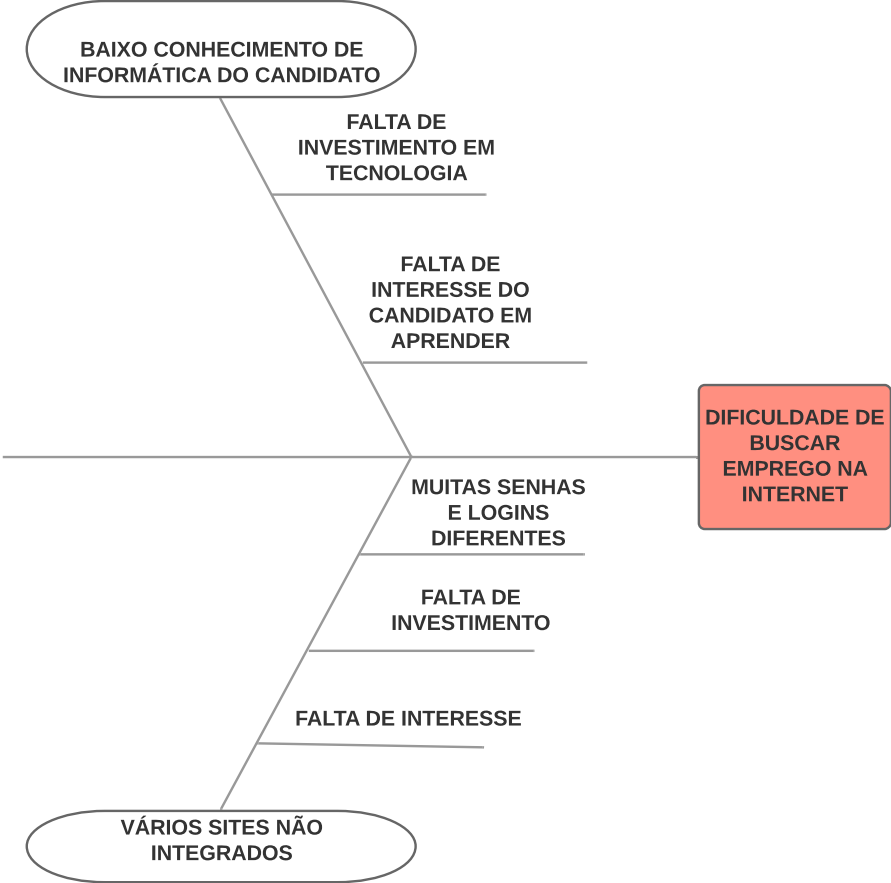 BAIXO CONHECIMENTO DE
INFORMÁTICA DO CANDIDATO
FALTA DE
INVESTIMENTO EM
TECNOLOGIA
FALTA DE
INTERESSE DO
CANDIDATO EM
APRENDER
DIFICULDADE DE
BUSCAR
EMPREGO NA
INTERNET
MUITAS SENHAS
E LOGINS
DIFERENTES
FALTA DE
INVESTIMENTO
FALTA DE INTERESSE
VÁRIOS SITES NÃO
INTEGRADOS